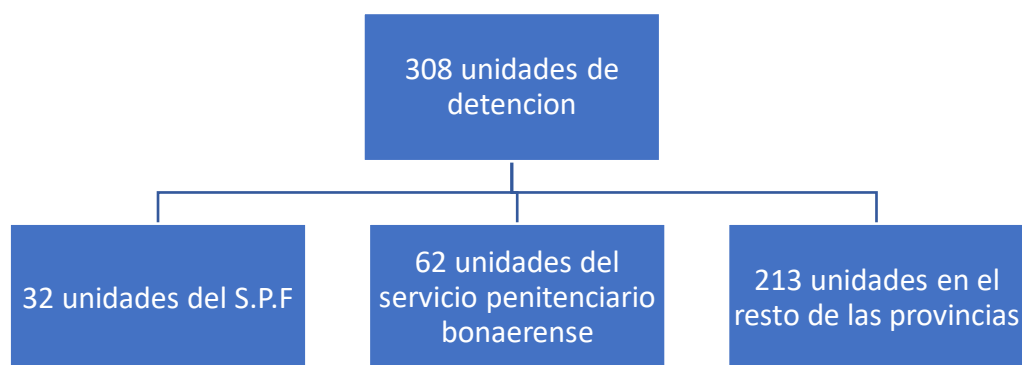 308 unidades de
detencion
32 unidades del S.P.F
62 unidades del
servicio penitenciario
bonaerense
213 unidades en el
resto de las provincias